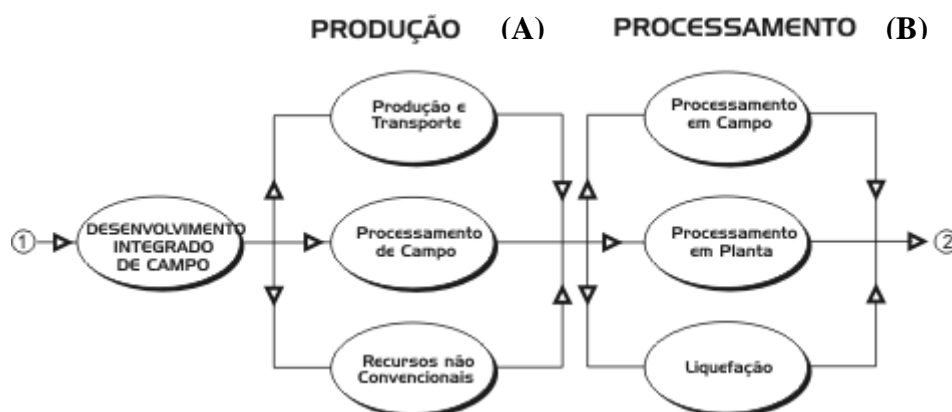 PRODUÇÃO (A) PROCESSAMENTO (B)
Produção e
Transporte
Processamento
em Campo
1
DESENVOLVIMENTO
INTEGRADO
DE CAMPO
Processamento
de Campo
Processamento
em Planta
2
Recursos não
Convencionais
Liquefação